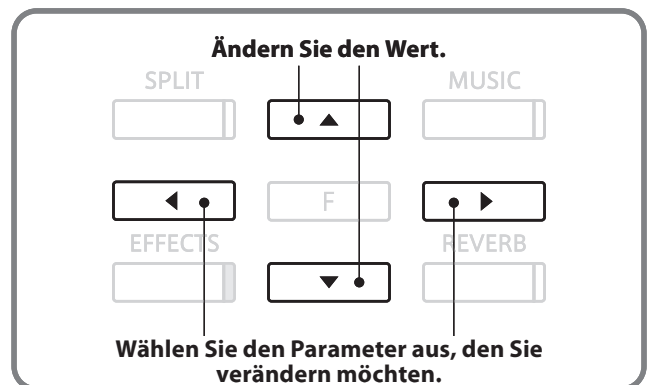 Ändern Sie den Wert.
SPLIT
MUSIC
F
EFFECTS
REVERB
Wählen Sie den Parameter aus, den Sie
verändern möchten.